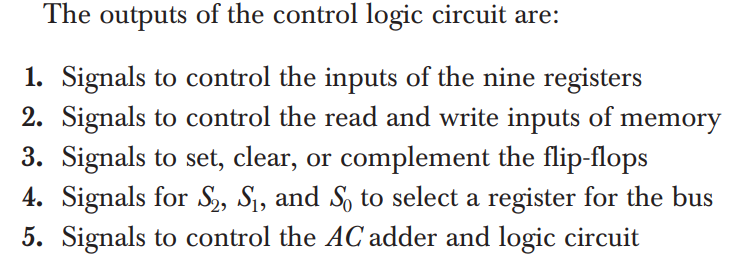 The outputs of the control logic circuit are:
1. Signals to control the inputs of the nine registers
2. Signals to control the read and write inputs of memory
3. Signals to set, clear, or complement the flip-flops
4. Signals for S₂, S₁, and S₀ to select a register for the bus
5. Signals to control the AC adder and logic circuit